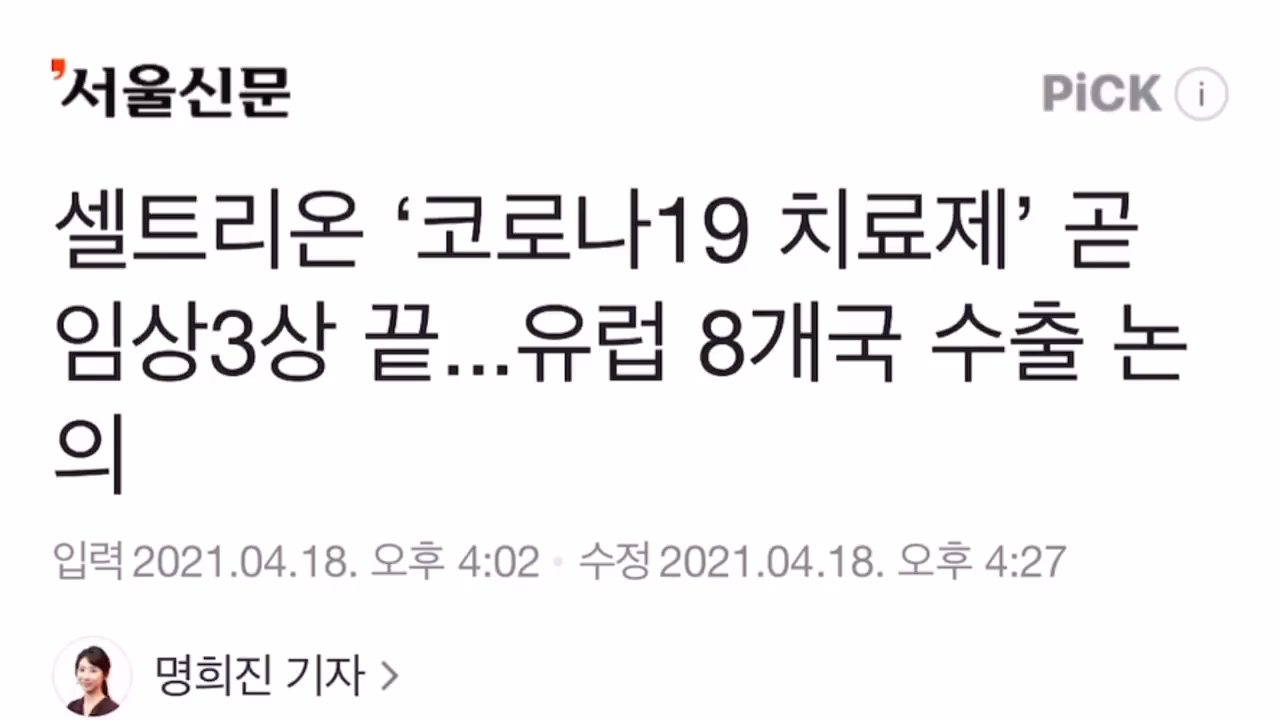 서울신문
PiCK i
셀트리온 ‘코로나19 치료제’ 곧
임상3상 끝...유럽 8개국 수출 논
의
입력 2021.04.18. 오후 4:02 · 수정 2021.04.18. 오후 4:27
명희진 기자 >